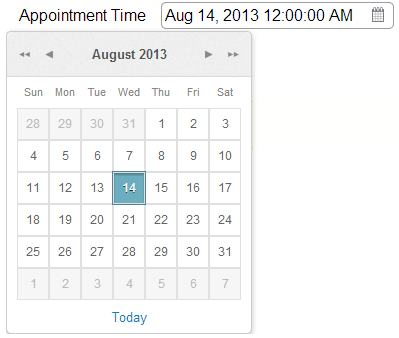 Appointment Time Aug 14, 2013 12:00:00 AM
August 2013
Sun Mon Tue Wed Thu Fri Sat
28 29 30 31 1 2 3
4 5 6 7 8 9 10
11 12 13 14 15 16 17
18 19 20 21 22 23 24
25 26 27 28 29 30 31
1 2 3 4 5 6 7
Today